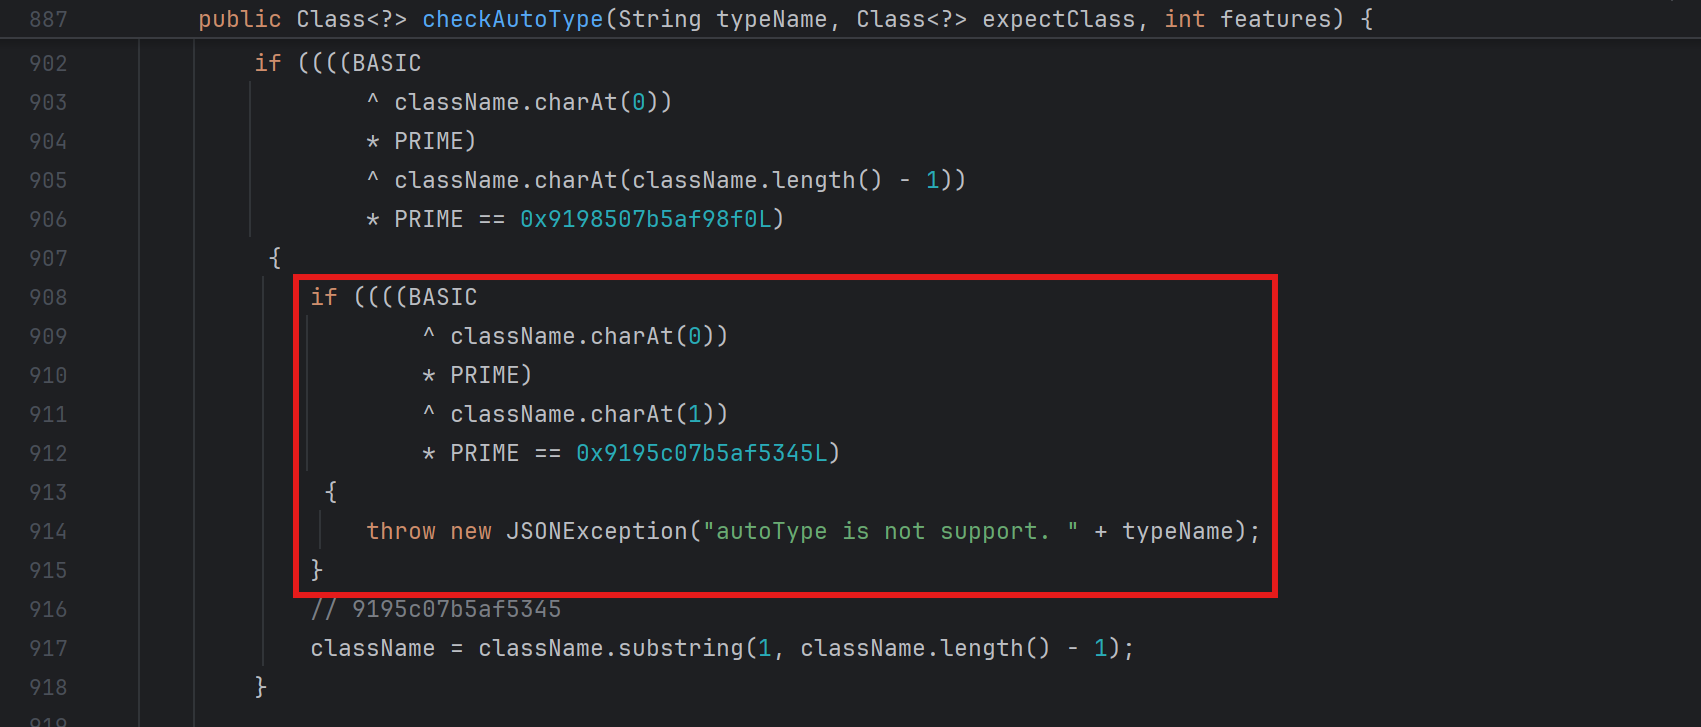 887 public Class<?> checkAutoType(String typeName, Class<?> expectClass, int features) {
902 if ((((BASIC
903 ^ className.charAt(0))
904 * PRIME)
905 ^ className.charAt(className.length() - 1))
906 * PRIME == 0x9198507b5af98f0L)
907 {
908 if ((((BASIC
909 ^ className.charAt(0))
910 * PRIME)
911 ^ className.charAt(1))
912 * PRIME == 0x9195c07b5af5345L)
913 {
914 throw new JSONException("autoType is not support. " + typeName);
915 }
916 // 9195c07b5af5345
917 className = className.substring(1, className.length() - 1);
918 }
919